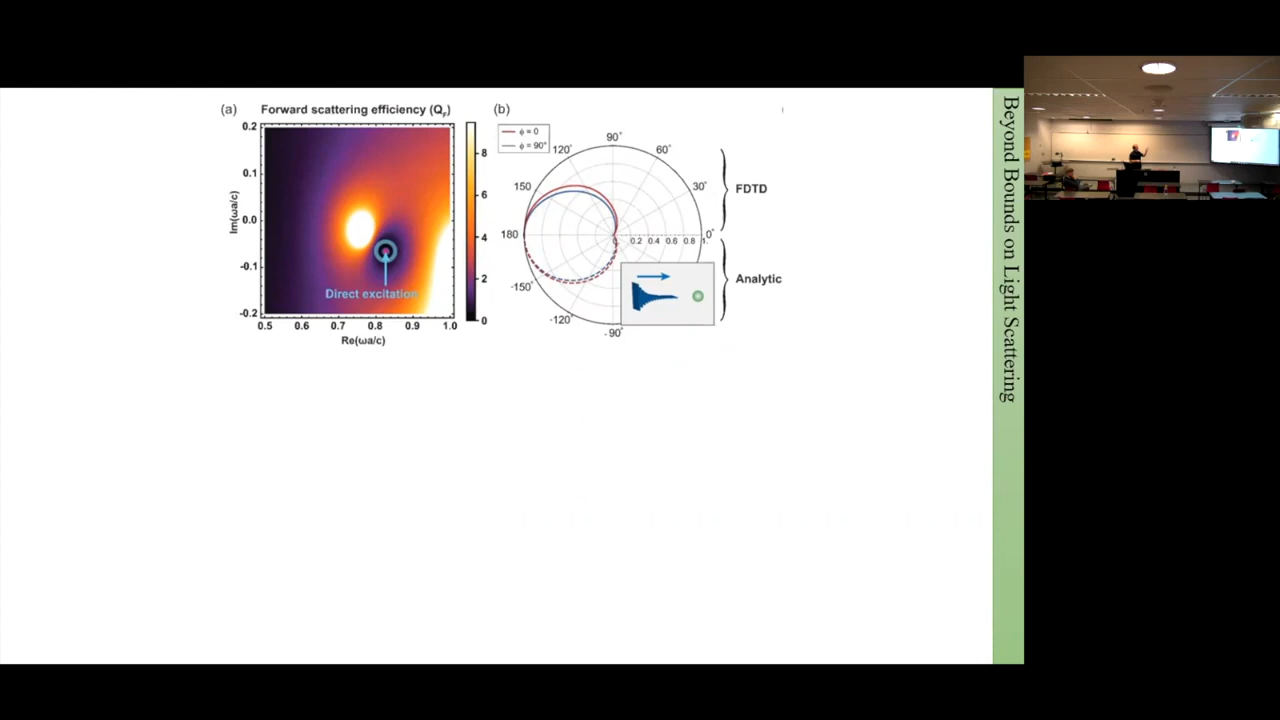 (a) Forward scattering efficiency (Q_F)
0.2
0.1
0.0
-0.1
-0.2
Im(ωa/c)
0.5 0.6 0.7 0.8 0.9 1.0
Re(ωa/c)
Direct excitation
8
6
4
2
0
(b)
ϕ = 0
ϕ = 90°
90°
120°
60°
150
30°
180
0°
0.2 0.4 0.6 0.8 1.
-150°
-120°
-90°
FDTD
Analytic
Beyond Bounds on Light Scattering